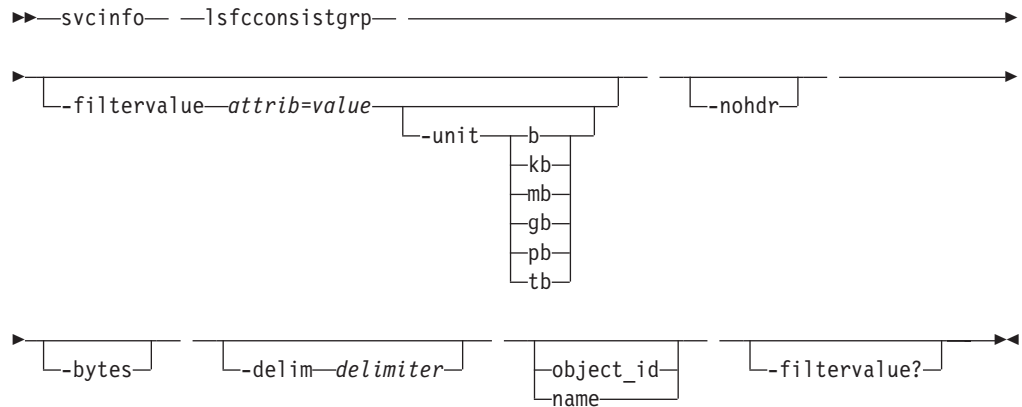 svcinfo lsfcconsistgrp
-filtervalue attrib=value -nohdr
-unit b
kb
mb
gb
pb
tb
-bytes -delim delimiter object_id -filtervalue?
name